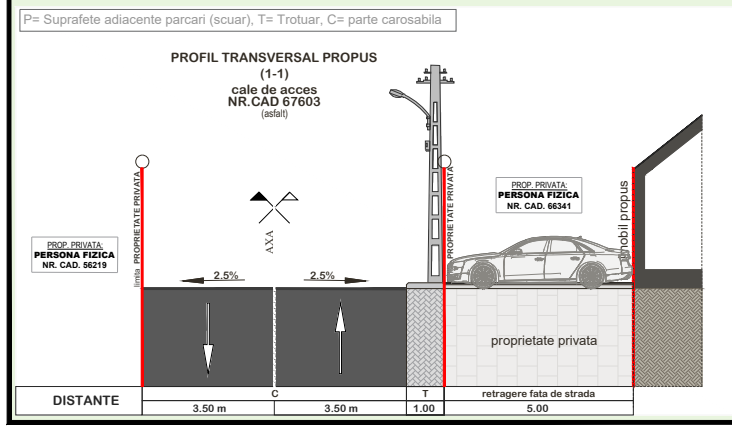 P= Suprafete adiacente parcari (scuar), T= Trotuar, C= parte carosabila
PROFIL TRANSVERSAL PROPUS
(1-1)
cale de acces
NR.CAD 67603
(asfalt)
PROP. PRIVATA:
PERSONA FIZICA
NR. CAD. 56219
limita PROPRIETATE PRIVATA
AXA
2.5%
2.5%
PROPRIETATE PRIVATA
PROP. PRIVATA:
PERSONA FIZICA
NR. CAD. 66341
mobil propus
proprietate privata
DISTANTE
C
T
retragere fata de strada
3.50 m
3.50 m
1.00
5.00